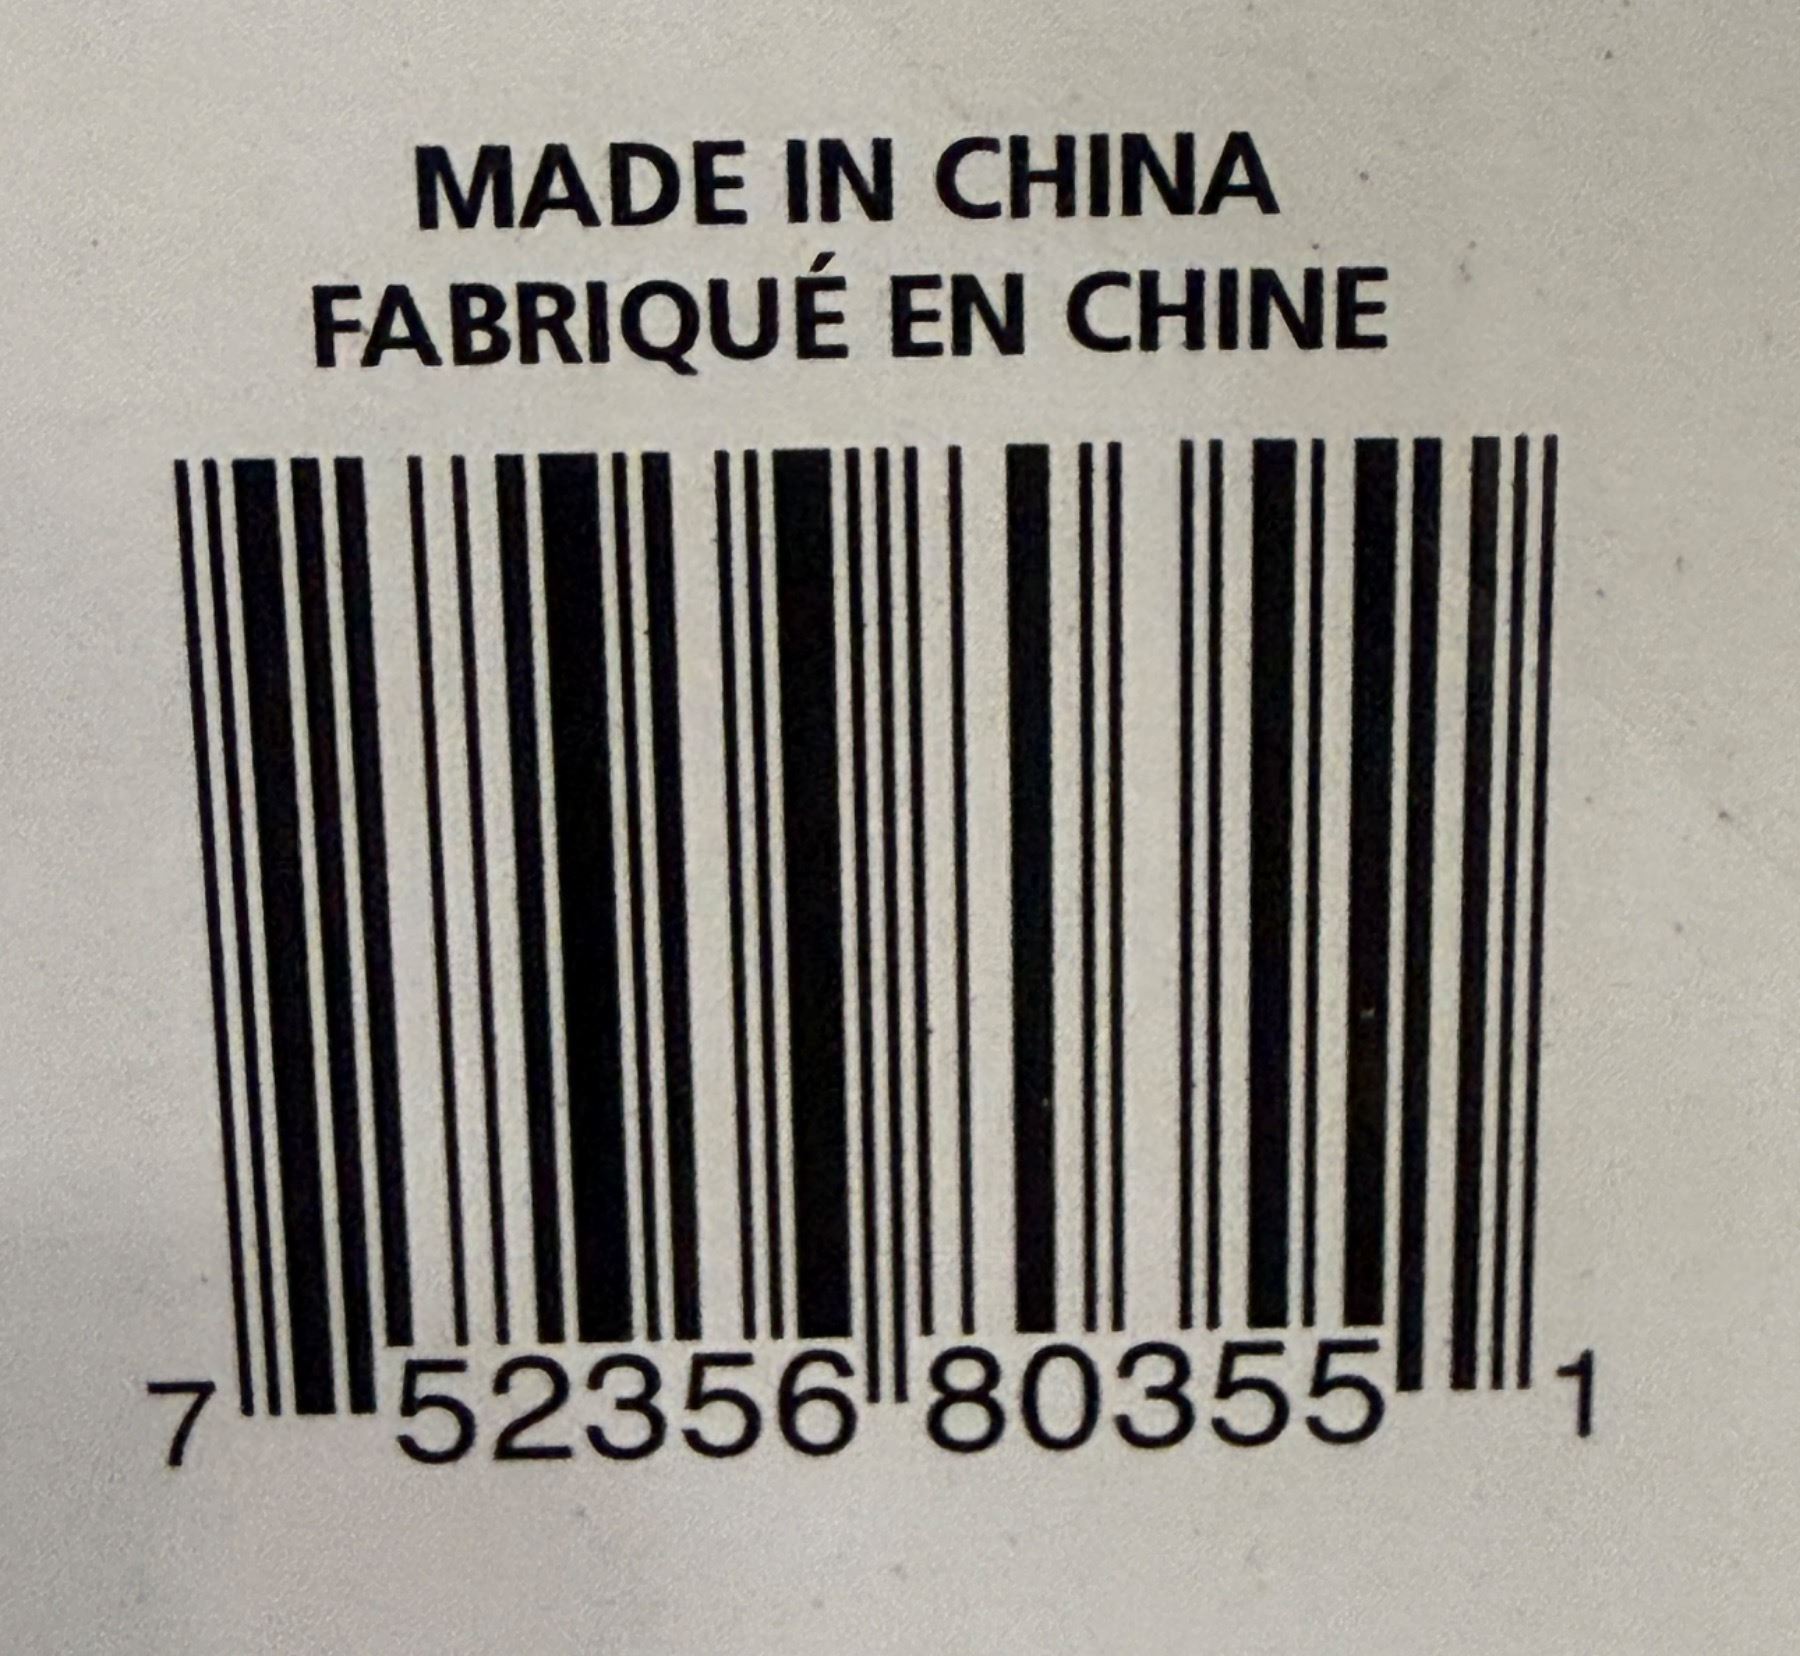 MADE IN CHINA
FABRIQUÉ EN CHINE
7 52356 80355 1